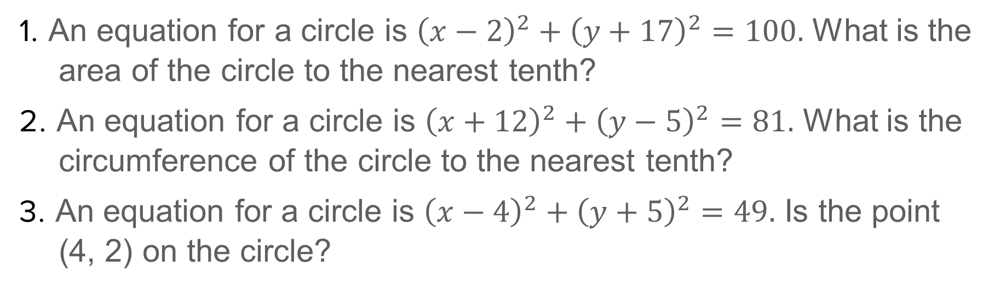 1. An equation for a circle is (x − 2)² + (y + 17)² = 100. What is the
area of the circle to the nearest tenth?
2. An equation for a circle is (x + 12)² + (y − 5)² = 81. What is the
circumference of the circle to the nearest tenth?
3. An equation for a circle is (x − 4)² + (y + 5)² = 49. Is the point
(4, 2) on the circle?